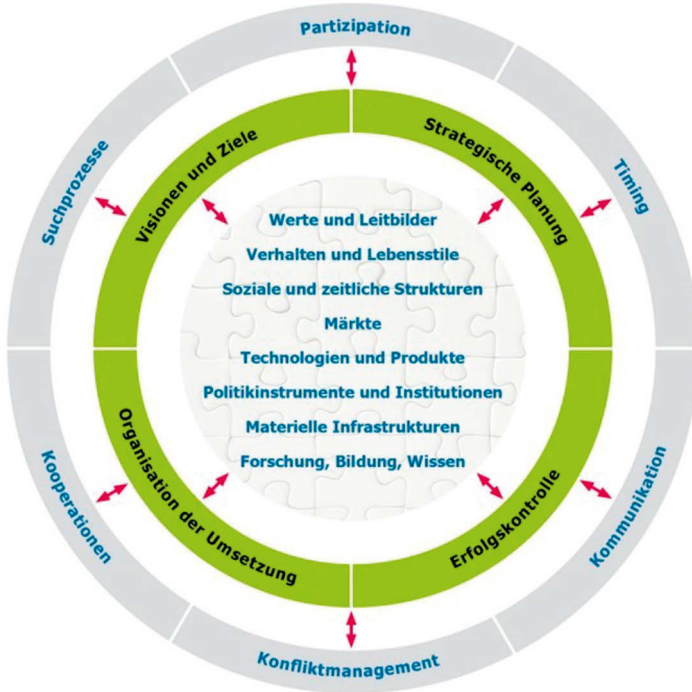 Partizipation
Suchprozesse
Timing
Visionen und Ziele
Strategische Planung
Werte und Leitbilder
Verhalten und Lebensstile
Soziale und zeitliche Strukturen
Märkte
Technologien und Produkte
Politikinstrumente und Institutionen
Materielle Infrastrukturen
Forschung, Bildung, Wissen
Organisation der Umsetzung
Erfolgskontrolle
Kooperationen
Kommunikation
Konfliktmanagement